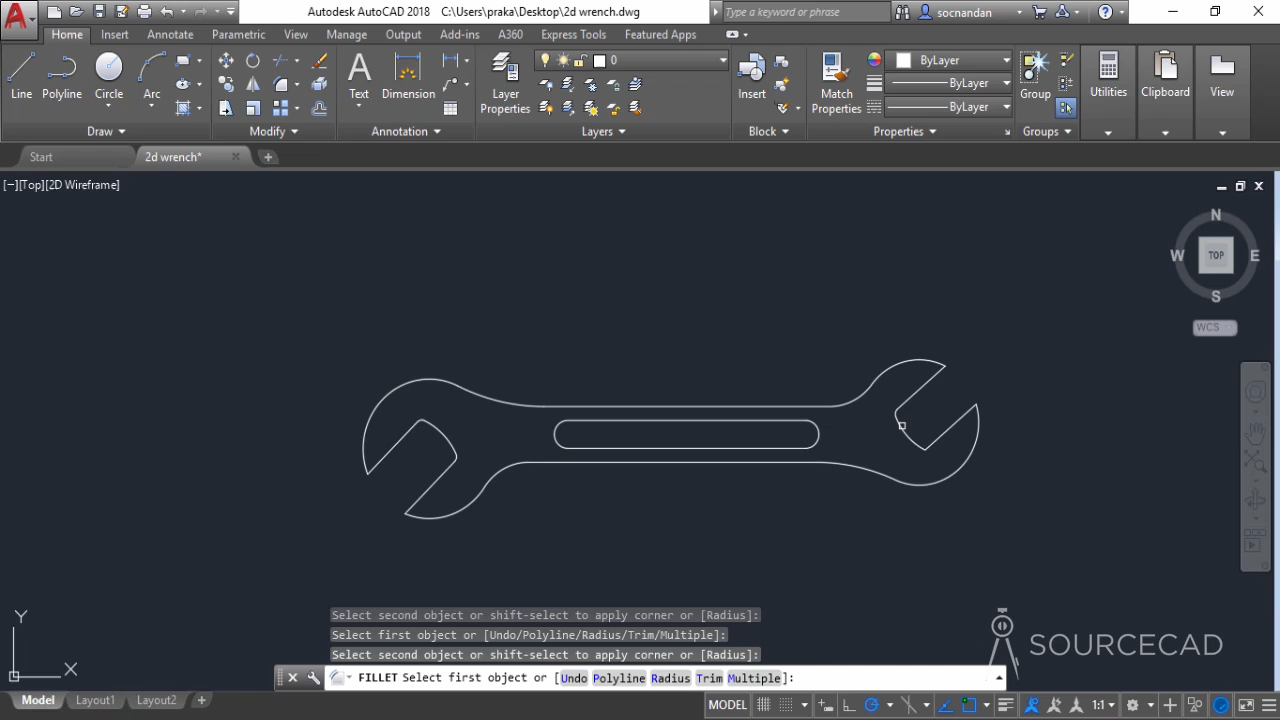 Autodesk AutoCAD 2018 C:\Users\praka\Desktop\2d wrench.dwg
Type a keyword or phrase
socnandan
Home Insert Annotate Parametric View Manage Output Add-ins A360 Express Tools Featured Apps
Line Polyline Circle Arc
Text Dimension
Layer Properties
0
Insert
Match Properties
ByLayer
ByLayer
ByLayer
Group
Utilities
Clipboard
View
Draw Modify Annotation Layers Block Properties Groups
Start 2d wrench*
[−][Top][2D Wireframe]
N
W TOP E
S
WCS
Select second object or shift-select to apply corner or [Radius]:
Select first object or [Undo/Polyline/Radius/Trim/Multiple]:
Select second object or shift-select to apply corner or [Radius]:
FILLET Select first object or [Undo Polyline Radius Trim Multiple]:
Y
X
SOURCECAD
Model Layout1 Layout2 +
MODEL
1:1